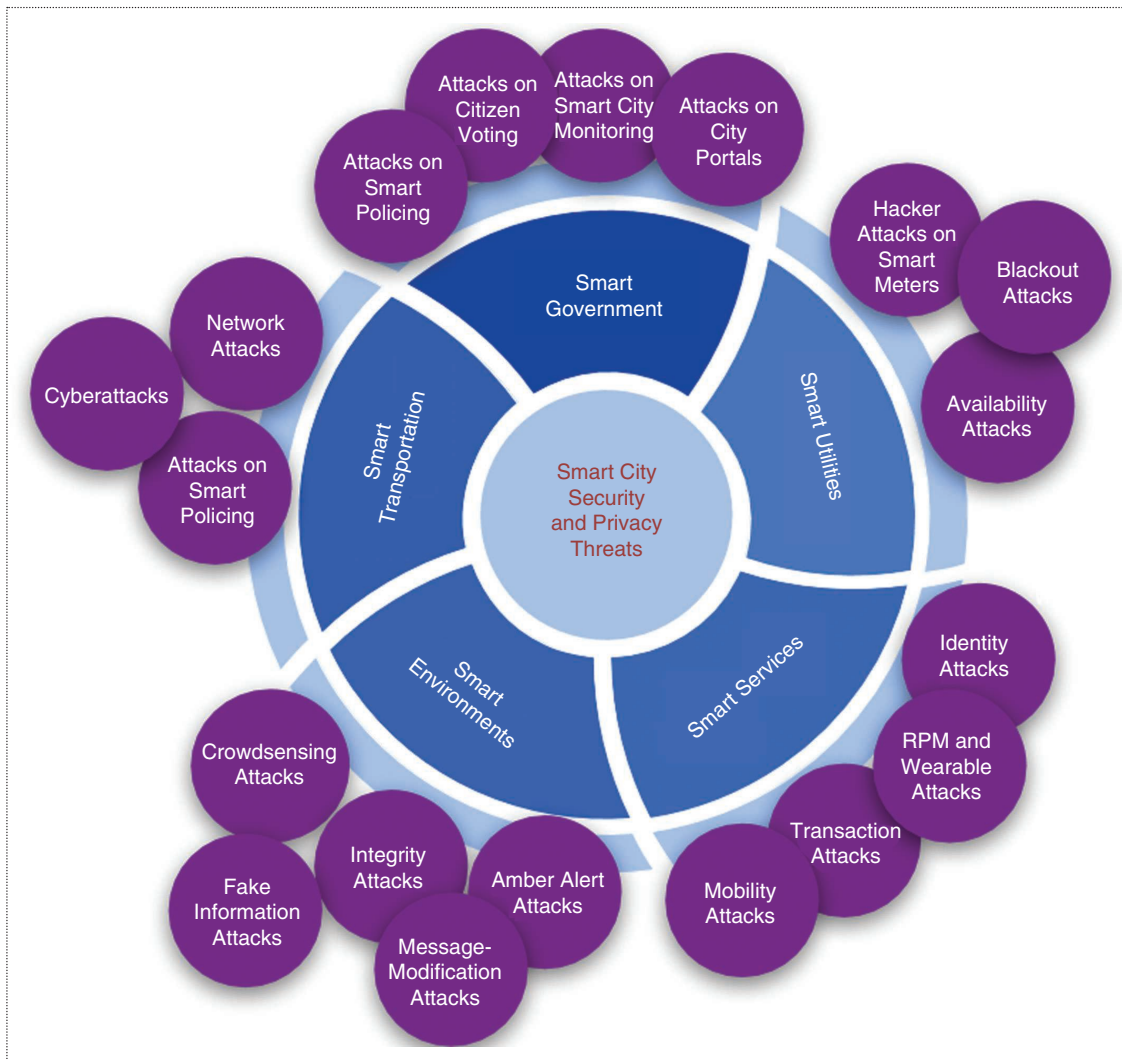 Attacks on
Citizen
Voting
Attacks on
Smart City
Monitoring
Attacks on
City
Portals
Attacks on
Smart
Policing
Hacker
Attacks on
Smart
Meters
Blackout
Attacks
Smart
Government
Network
Attacks
Cyberattacks
Attacks on
Smart
Policing
Smart
Transportation
Smart Utilities
Availability
Attacks
Smart City
Security
and Privacy
Threats
Smart
Environments
Smart Services
Identity
Attacks
RPM and
Wearable
Attacks
Transaction
Attacks
Mobility
Attacks
Crowdsensing
Attacks
Integrity
Attacks
Amber Alert
Attacks
Fake
Information
Attacks
Message-
Modification
Attacks